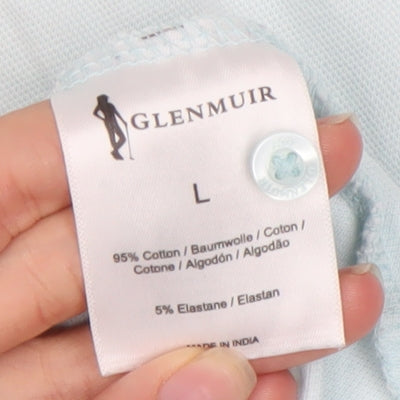 GLENMUIR
L
95% Cotton / Baumwolle / Coton /
Cotone / Algodón / Algodão
5% Elastane / Elastan
MADE IN INDIA